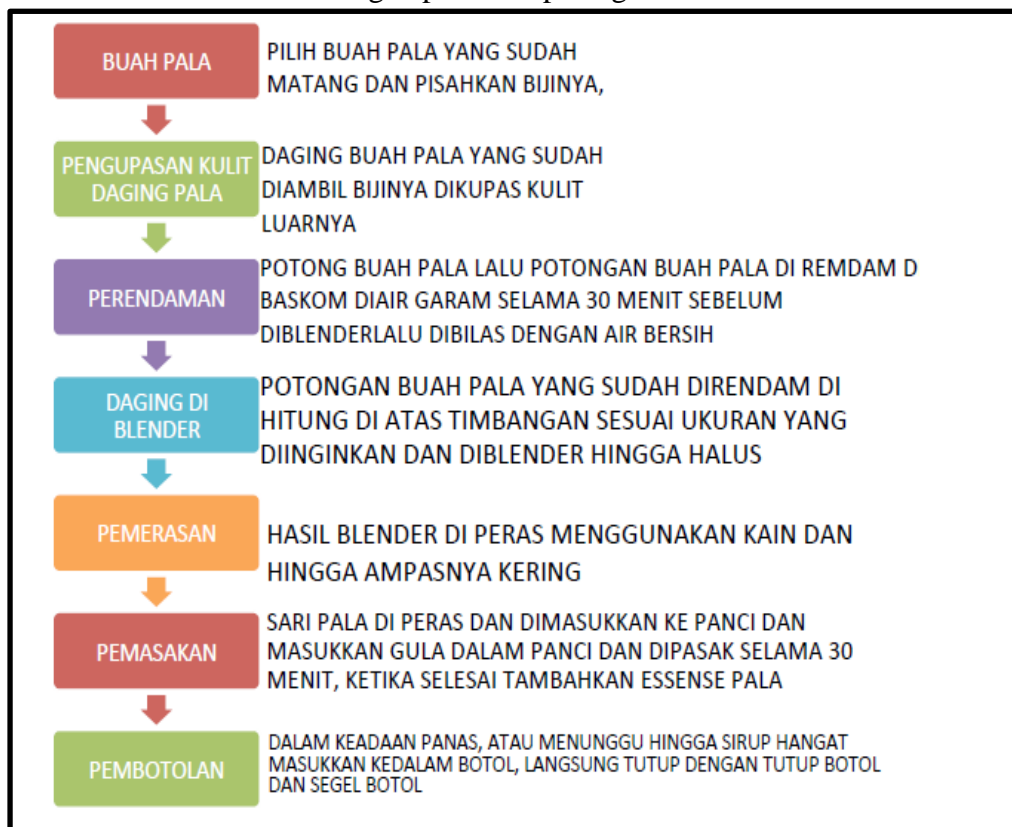 BUAH PALA
PILIH BUAH PALA YANG SUDAH
MATANG DAN PISAHKAN BIJINYA,
PENGUPASAN KULIT
DAGING PALA
DAGING BUAH PALA YANG SUDAH
DIAMBIL BIJINYA DIKUPAS KULIT
LUARNYA
PERENDAMAN
POTONG BUAH PALA LALU POTONGAN BUAH PALA DI REMDAM D
BASKOM DIAIR GARAM SELAMA 30 MENIT SEBELUM
DIBLENDERLALU DIBILAS DENGAN AIR BERSIH
DAGING DI
BLENDER
POTONGAN BUAH PALA YANG SUDAH DIRENDAM DI
HITUNG DI ATAS TIMBANGAN SESUAI UKURAN YANG
DIINGINKAN DAN DIBLENDER HINGGA HALUS
PEMERASAN
HASIL BLENDER DI PERAS MENGGUNAKAN KAIN DAN
HINGGA AMPASNYA KERING
PEMASAKAN
SARI PALA DI PERAS DAN DIMASUKKAN KE PANCI DAN
MASUKKAN GULA DALAM PANCI DAN DIPASAK SELAMA 30
MENIT, KETIKA SELESAI TAMBAHKAN ESSENSE PALA
PEMBOTOLAN
DALAM KEADAAN PANAS, ATAU MENUNGGU HINGGA SIRUP HANGAT
MASUKKAN KEDALAM BOTOL, LANGSUNG TUTUP DENGAN TUTUP BOTOL
DAN SEGEL BOTOL